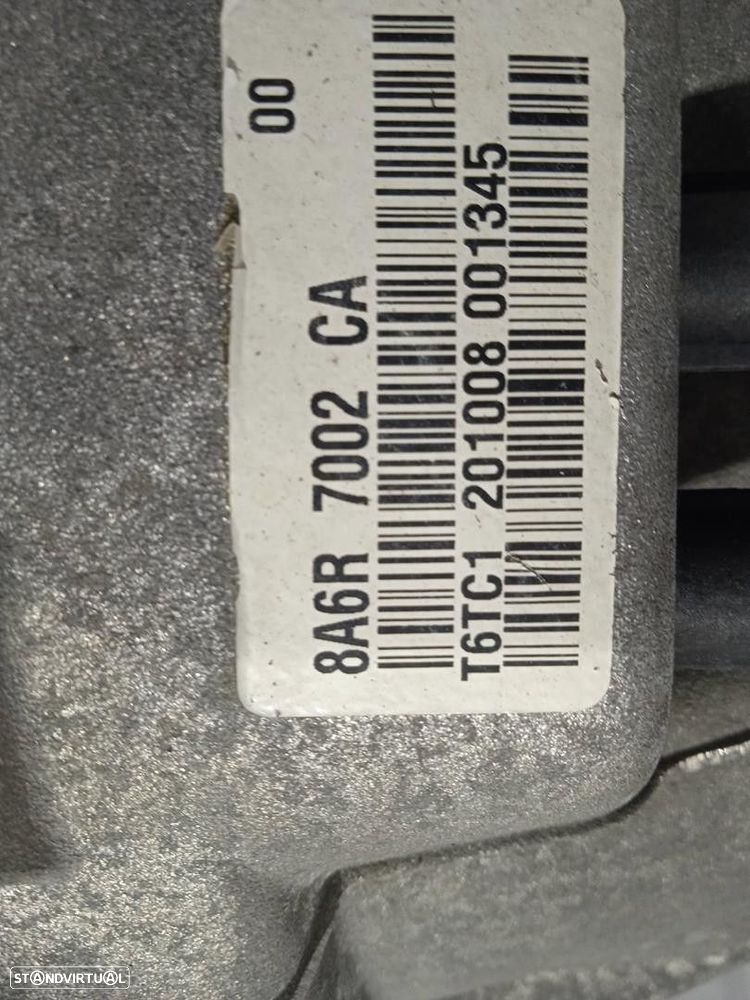 00
8A6R 7002 CA
T6TC1 201008 001345
STANDVIRTUAL